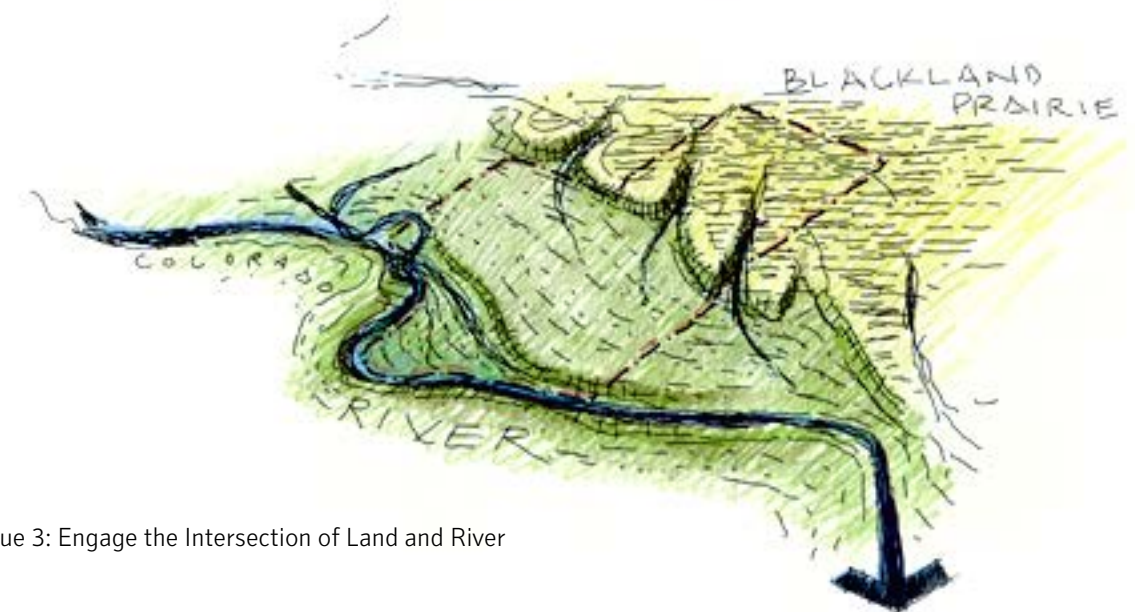 BLACKLAND
PRAIRIE
COLORADO
RIVER
ue 3: Engage the Intersection of Land and River